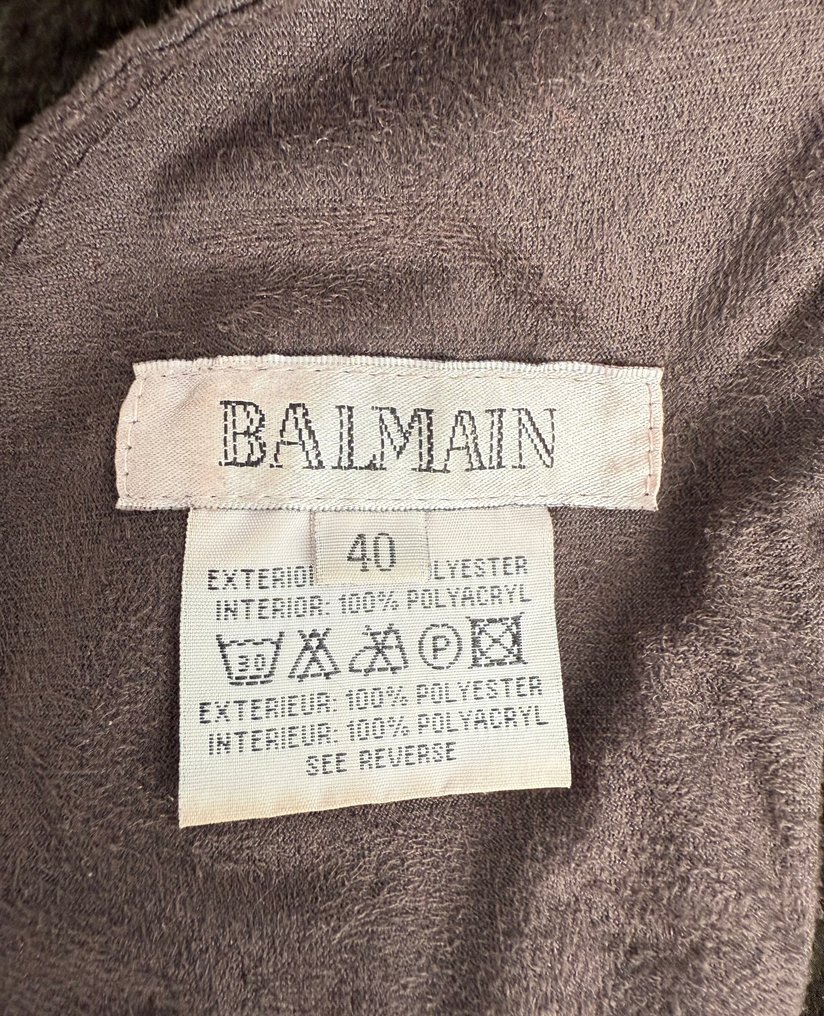 BALMAIN
40
EXTERIO LYESTER
INTERIOR: 100% POLYACRYL
30 P
EXTERIEUR: 100% POLYESTER
INTERIEUR: 100% POLYACRYL
SEE REVERSE